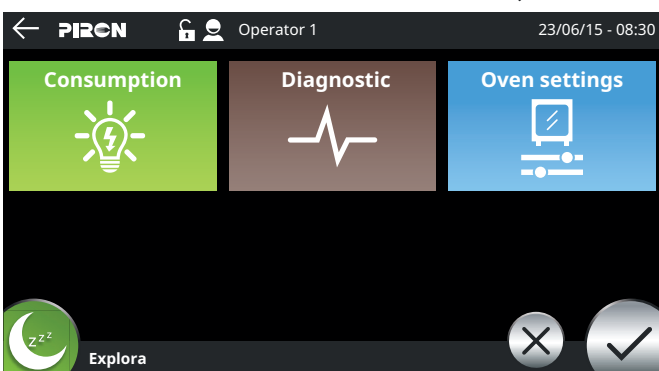 PIRON Operator 1 23/06/15 - 08:30
Consumption Diagnostic Oven settings
zzz
Explora